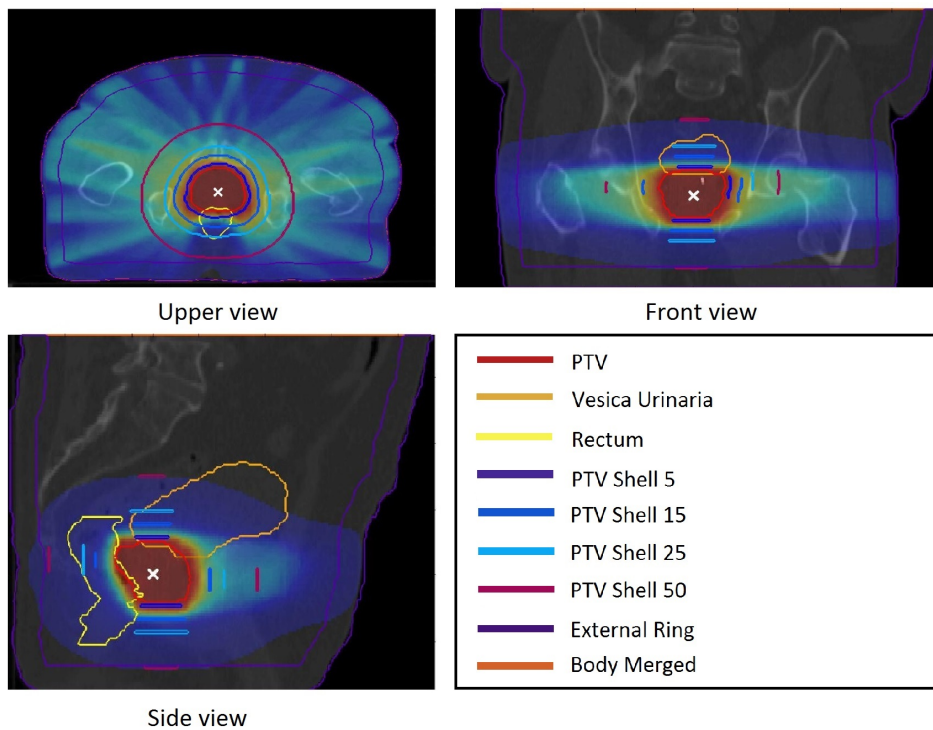 Upper view
Front view
Side view
PTV
Vesica Urinaria
Rectum
PTV Shell 5
PTV Shell 15
PTV Shell 25
PTV Shell 50
External Ring
Body Merged